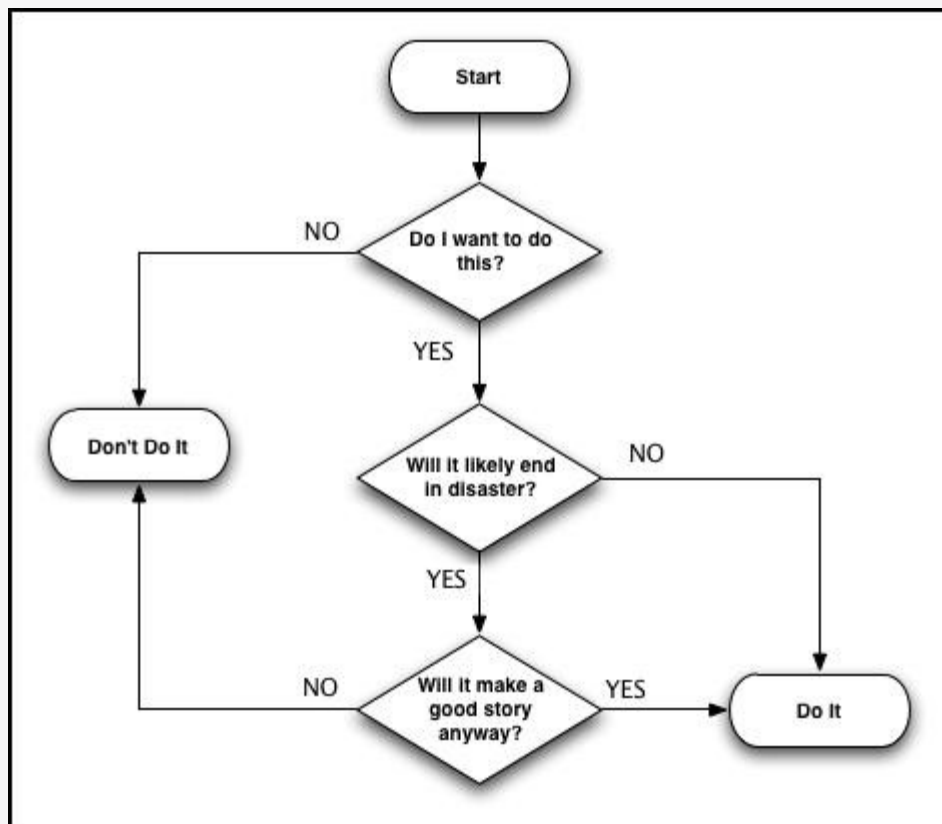 Start
NO
Do I want to do
this?
YES
Don't Do It
Will it likely end
in disaster?
NO
YES
NO
Will it make a
good story
anyway?
YES
Do It